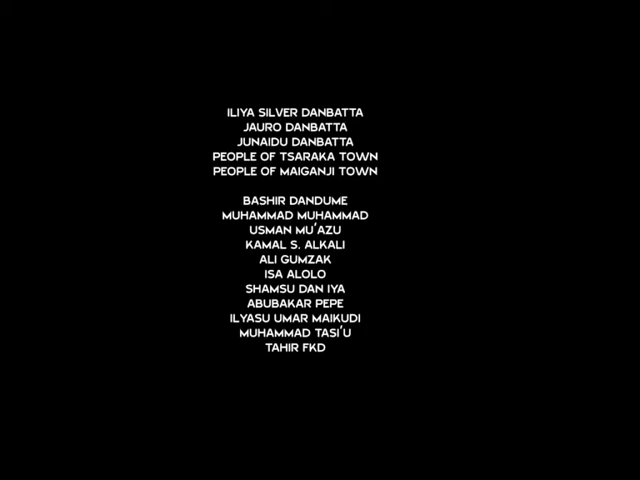 ILIYA SILVER DANBATTA
JAURO DANBATTA
JUNAIDU DANBATTA
PEOPLE OF TSARAKA TOWN
PEOPLE OF MAIGANJI TOWN
BASHIR DANDUME
MUHAMMAD MUHAMMAD
USMAN MU'AZU
KAMAL S. ALKALI
ALI GUMZAK
ISA ALOLO
SHAMSU DAN IYA
ABUBAKAR PEPE
ILYASU UMAR MAIKUDI
MUHAMMAD TASI'U
TAHIR FKD